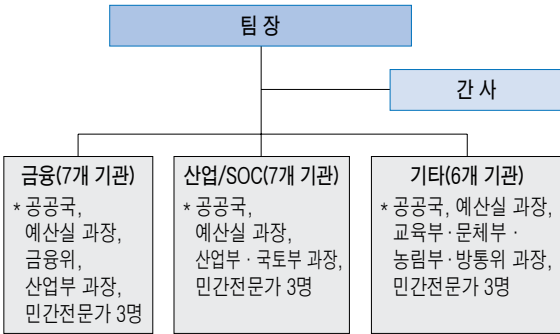 팀 장
간 사
금융(7개 기관)
* 공공국,
예산실 과장,
금융위,
산업부 과장,
민간전문가 3명
산업/SOC(7개 기관)
* 공공국,
예산실 과장,
산업부 · 국토부 과장,
민간전문가 3명
기타(6개 기관)
* 공공국, 예산실 과장,
교육부 · 문체부 ·
농림부 · 방통위 과장,
민간전문가 3명